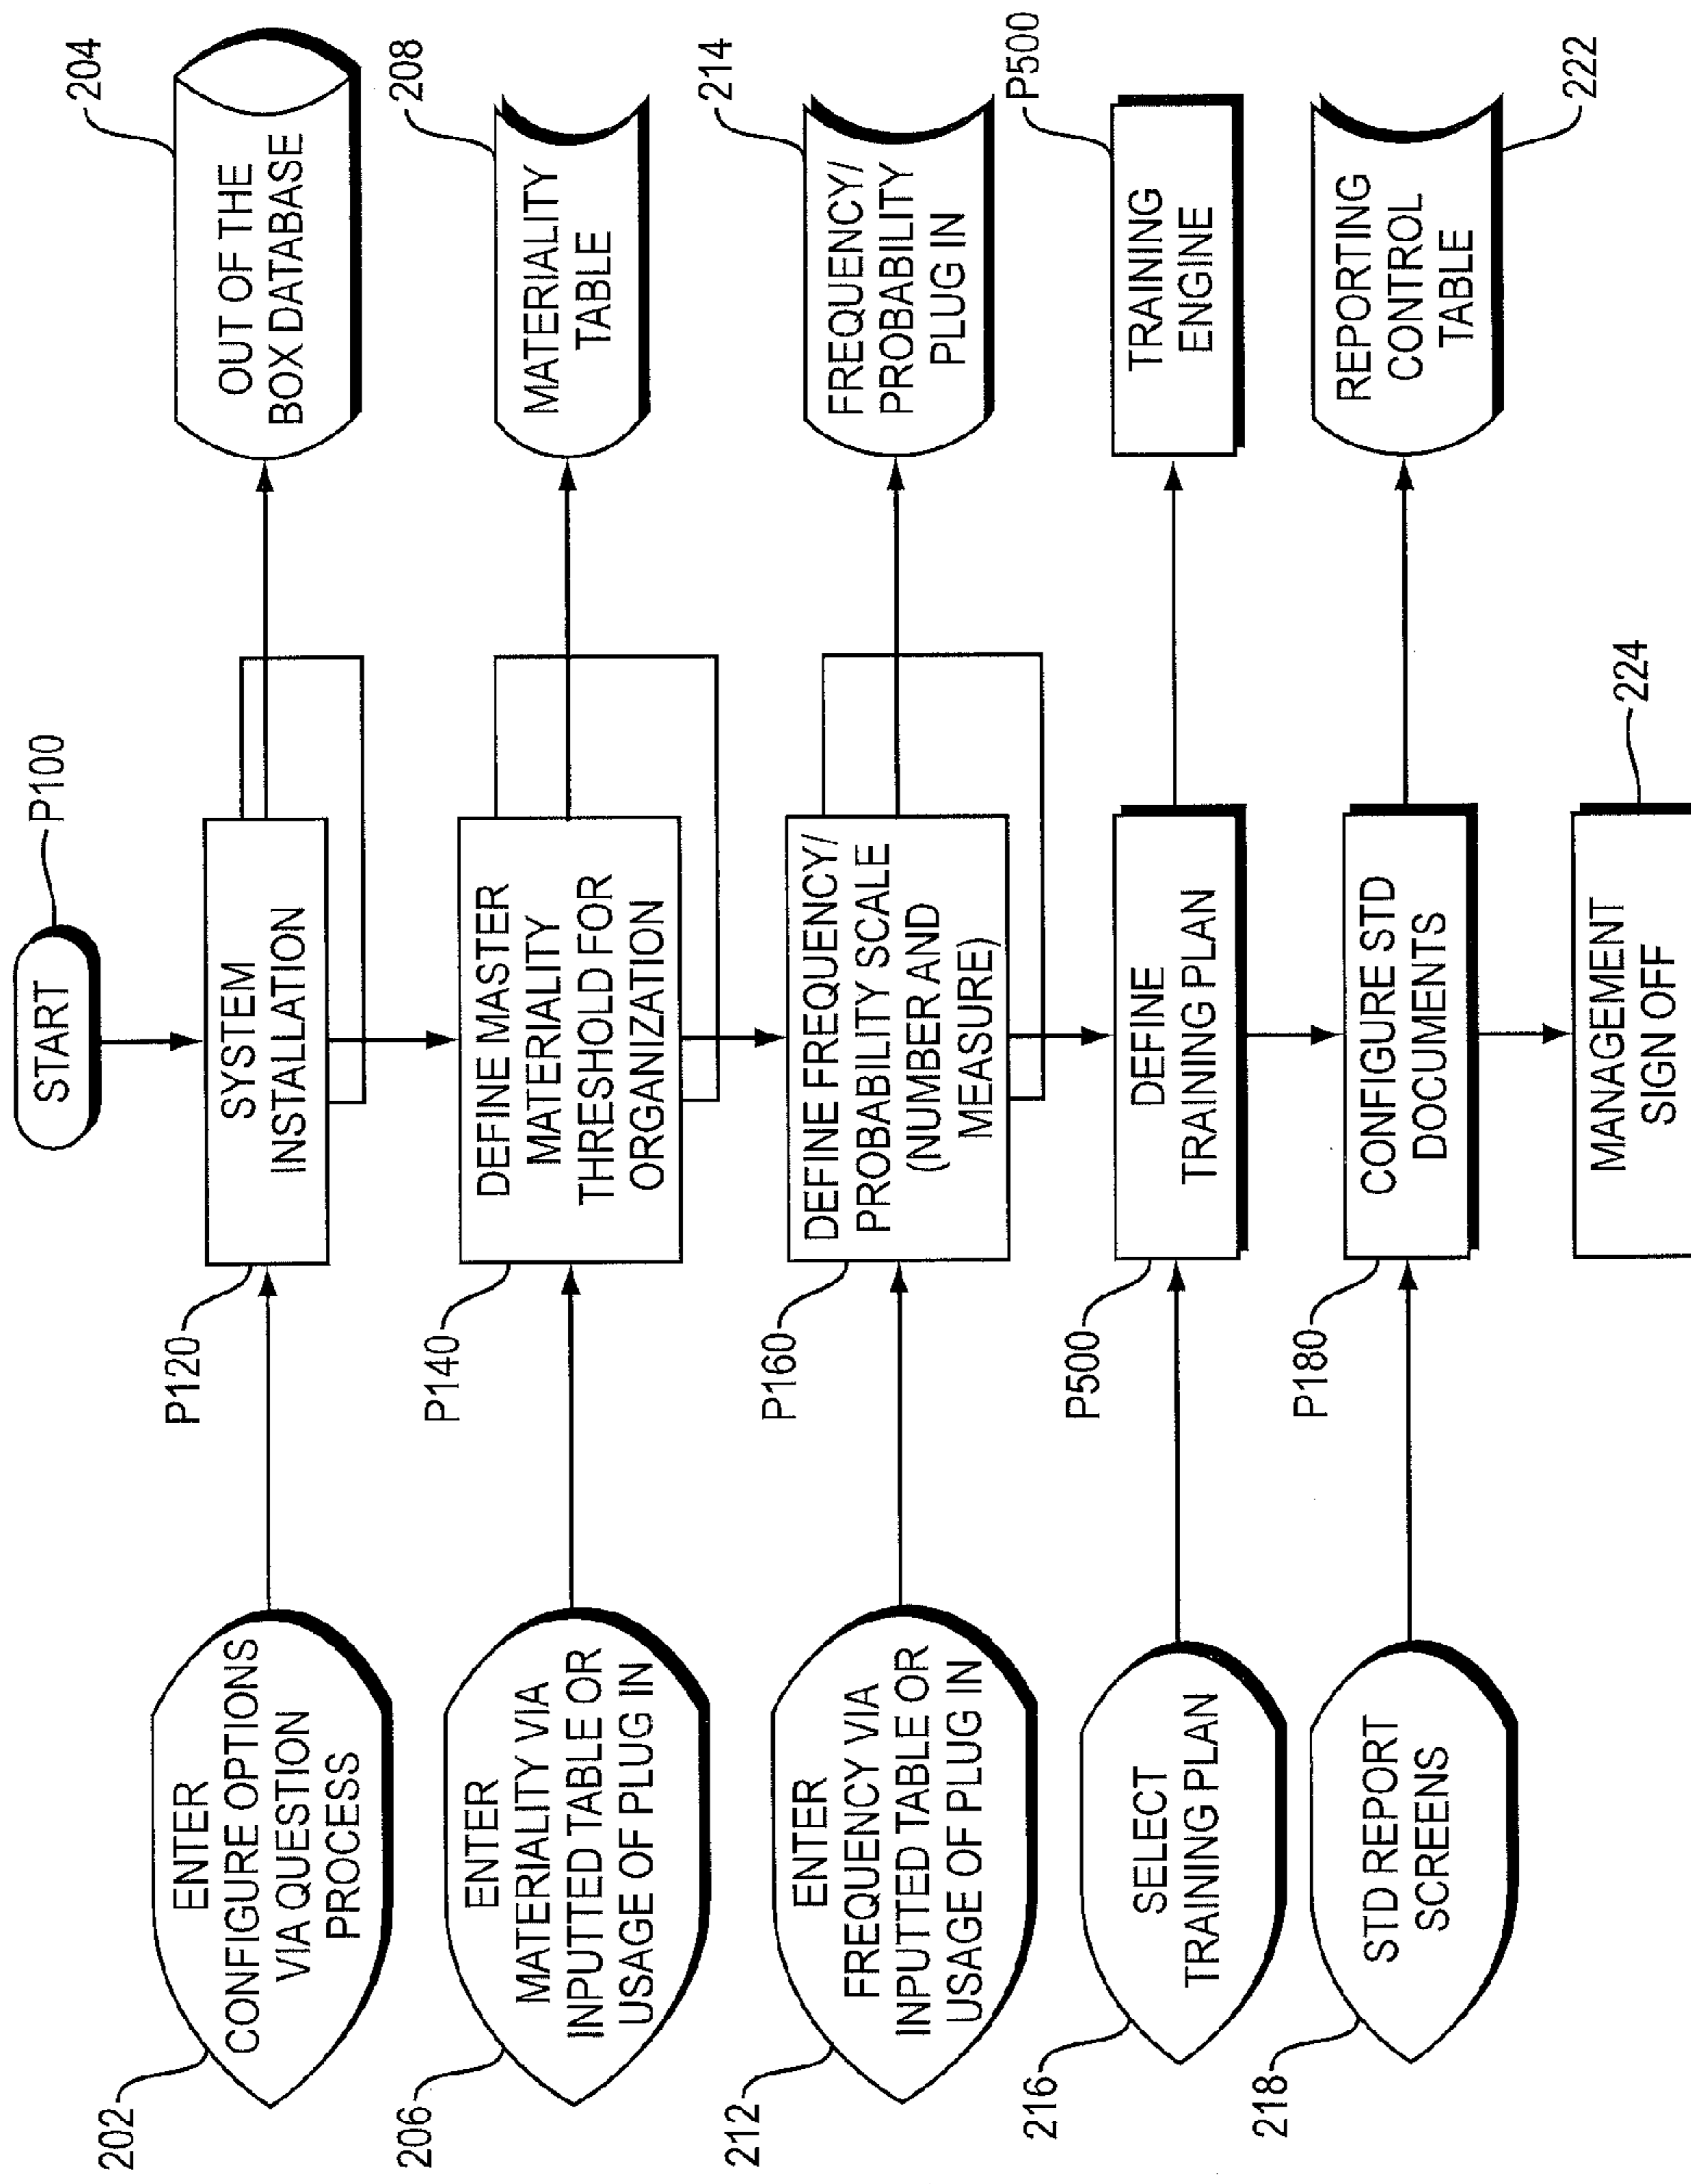 START
P100
ENTER
CONFIGURE OPTIONS
VIA QUESTION
PROCESS
202
SYSTEM
INSTALLATION
P120
OUT OF THE
BOX DATABASE
204
ENTER
MATERIALITY VIA
INPUTTED TABLE OR
USAGE OF PLUG IN
206
DEFINE MASTER
MATERIALITY
THRESHOLD FOR
ORGANIZATION
P140
MATERIALITY
TABLE
208
ENTER
FREQUENCY VIA
INPUTTED TABLE OR
USAGE OF PLUG IN
212
DEFINE FREQUENCY/
PROBABILITY SCALE
(NUMBER AND
MEASURE)
P160
FREQUENCY/
PROBABILITY
PLUG IN
214
SELECT
TRAINING PLAN
216
DEFINE
TRAINING PLAN
P500
TRAINING
ENGINE
P500
STD REPORT
SCREENS
218
CONFIGURE STD
DOCUMENTS
P180
REPORTING
CONTROL
TABLE
222
MANAGEMENT
SIGN OFF
224